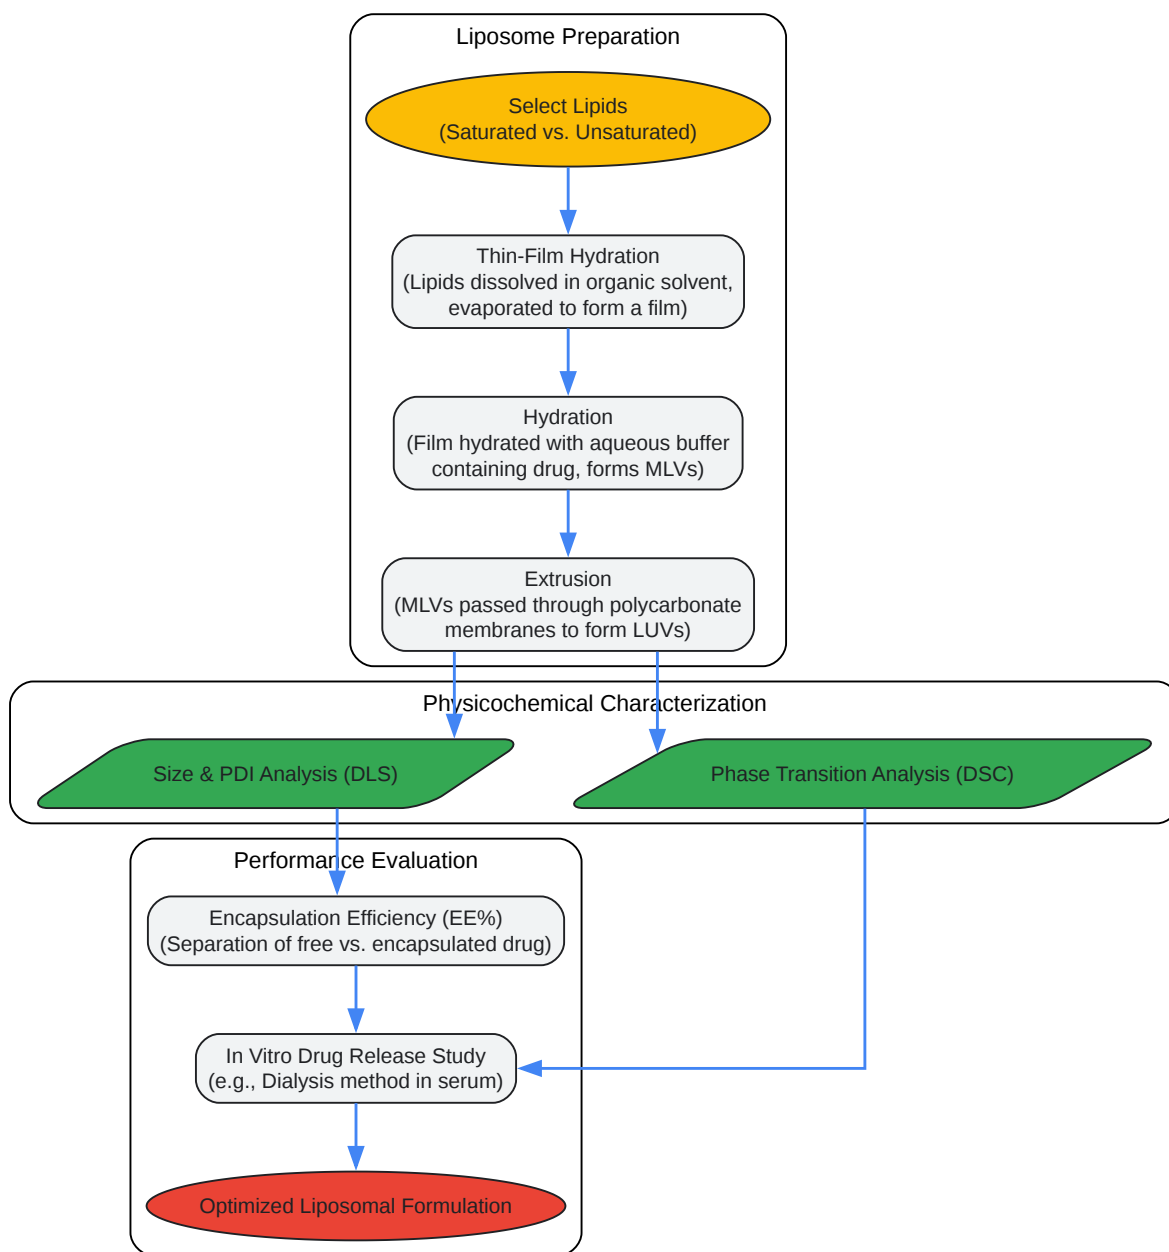 Liposome Preparation
Select Lipids
(Saturated vs. Unsaturated)
Thin-Film Hydration
(Lipids dissolved in organic solvent,
evaporated to form a film)
Hydration
(Film hydrated with aqueous buffer
containing drug, forms MLVs)
Extrusion
(MLVs passed through polycarbonate
membranes to form LUVs)
Physicochemical Characterization
Size & PDI Analysis (DLS)
Phase Transition Analysis (DSC)
Performance Evaluation
Encapsulation Efficiency (EE%)
(Separation of free vs. encapsulated drug)
In Vitro Drug Release Study
(e.g., Dialysis method in serum)
Optimized Liposomal Formulation